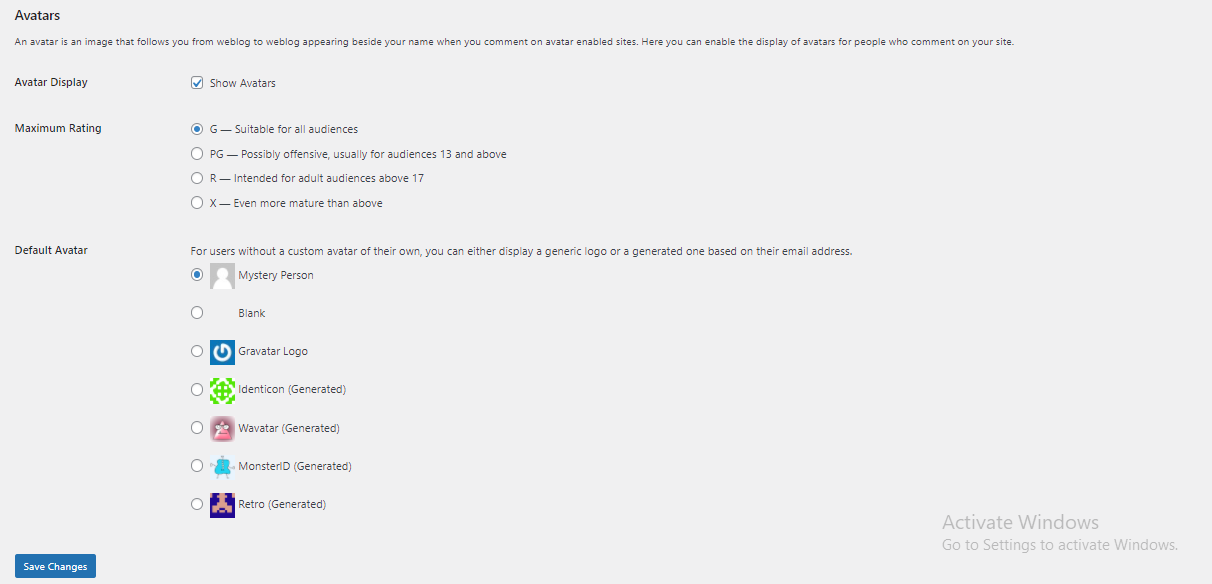 Avatars
An avatar is an image that follows you from weblog to weblog appearing beside your name when you comment on avatar enabled sites. Here you can enable the display of avatars for people who comment on your site.
Avatar Display
Show Avatars
Maximum Rating
G — Suitable for all audiences
PG — Possibly offensive, usually for audiences 13 and above
R — Intended for adult audiences above 17
X — Even more mature than above
Default Avatar
For users without a custom avatar of their own, you can either display a generic logo or a generated one based on their email address.
Mystery Person
Blank
Gravatar Logo
Identicon (Generated)
Wavatar (Generated)
MonsterID (Generated)
Retro (Generated)
Activate Windows
Go to Settings to activate Windows.
Save Changes